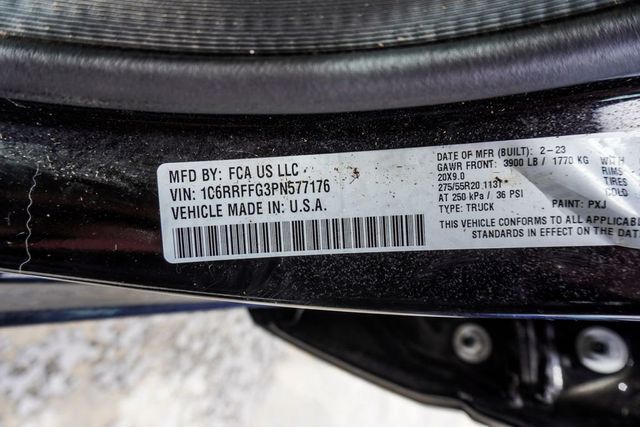 MFD BY: FCA US LLC
VIN: 1C6RRFFG3PN577176
VEHICLE MADE IN: U.S.A.
DATE OF MFR (BUILT): 2-23
GAWR FRONT: 3900 LB / 1770 KG WITH
20X9.0 RIMS
275/55R20 113T TIRES
AT 250 kPa / 36 PSI COLD
TYPE: TRUCK PAINT: PXJ
THIS VEHICLE CONFORMS TO ALL APPLICABL
STANDARDS IN EFFECT ON THE DAT